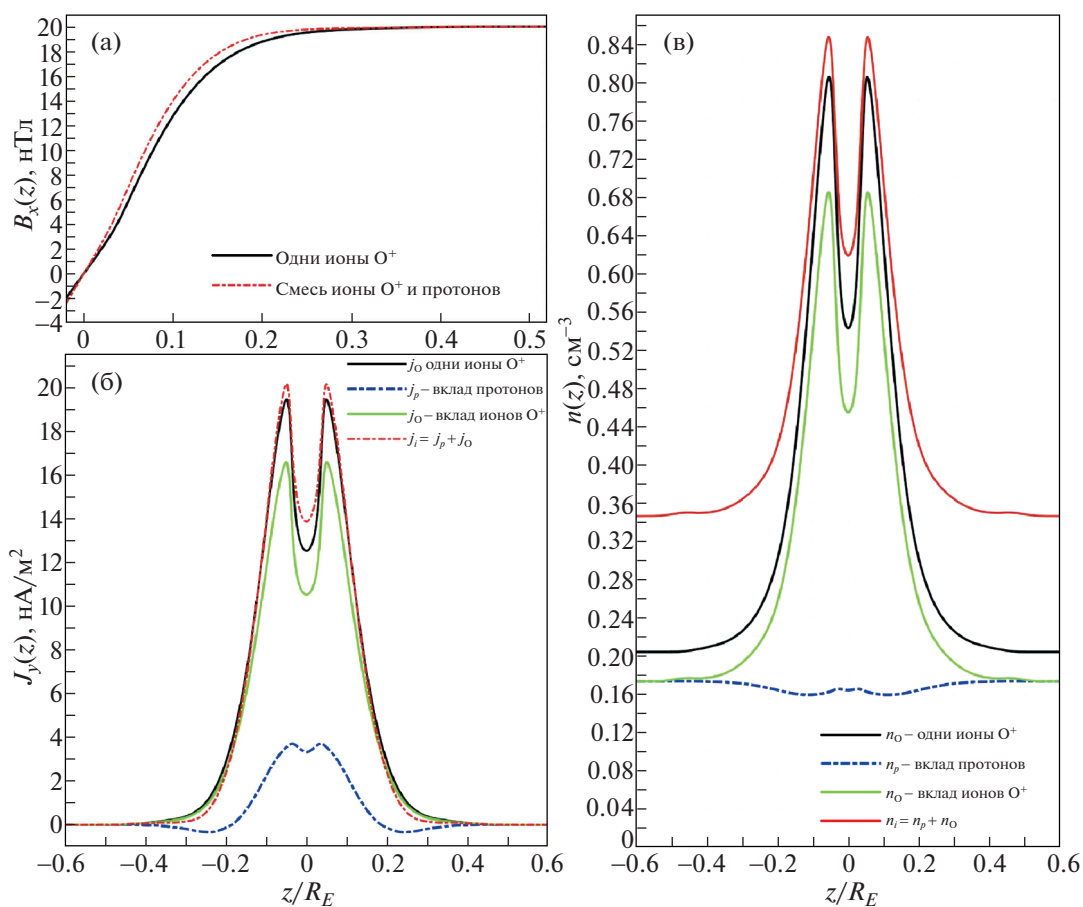 (а)
20
18
16
14
12
10
8
6
4
2
0
−2
−4
B_x(z), нТл
Одни ионы O⁺
Смесь ионы O⁺ и протонов
0 0.1 0.2 0.3 0.4 0.5
(б)
20
18
16
14
12
10
8
6
4
2
0
J_y(z), нА/м²
j_O одни ионы O⁺
j_p – вклад протонов
j_O – вклад ионов O⁺
j_i = j_p + j_O
−0.6 −0.4 −0.2 0 0.2 0.4 0.6
z/R_E
(в)
0.84
0.80
0.76
0.72
0.68
0.64
0.60
0.56
0.52
0.48
0.44
0.40
0.36
0.32
0.28
0.24
0.20
0.16
0.12
0.08
0.04
0
n(z), см⁻³
n_O – одни ионы O⁺
n_p – вклад протонов
n_O – вклад ионов O⁺
n_i = n_p + n_O
−0.6 −0.4 −0.2 0 0.2 0.4 0.6
z/R_E